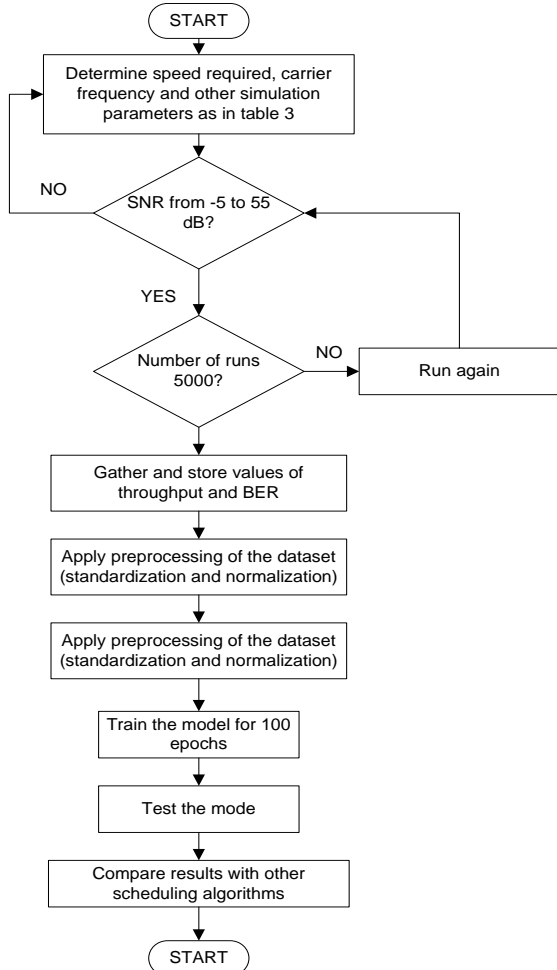 START
Determine speed required, carrier
frequency and other simulation
parameters as in table 3
NO
SNR from -5 to 55
dB?
YES
Number of runs
5000?
NO
Run again
Gather and store values of
throughput and BER
Apply preprocessing of the dataset
(standardization and normalization)
Apply preprocessing of the dataset
(standardization and normalization)
Train the model for 100
epochs
Test the mode
Compare results with other
scheduling algorithms
START